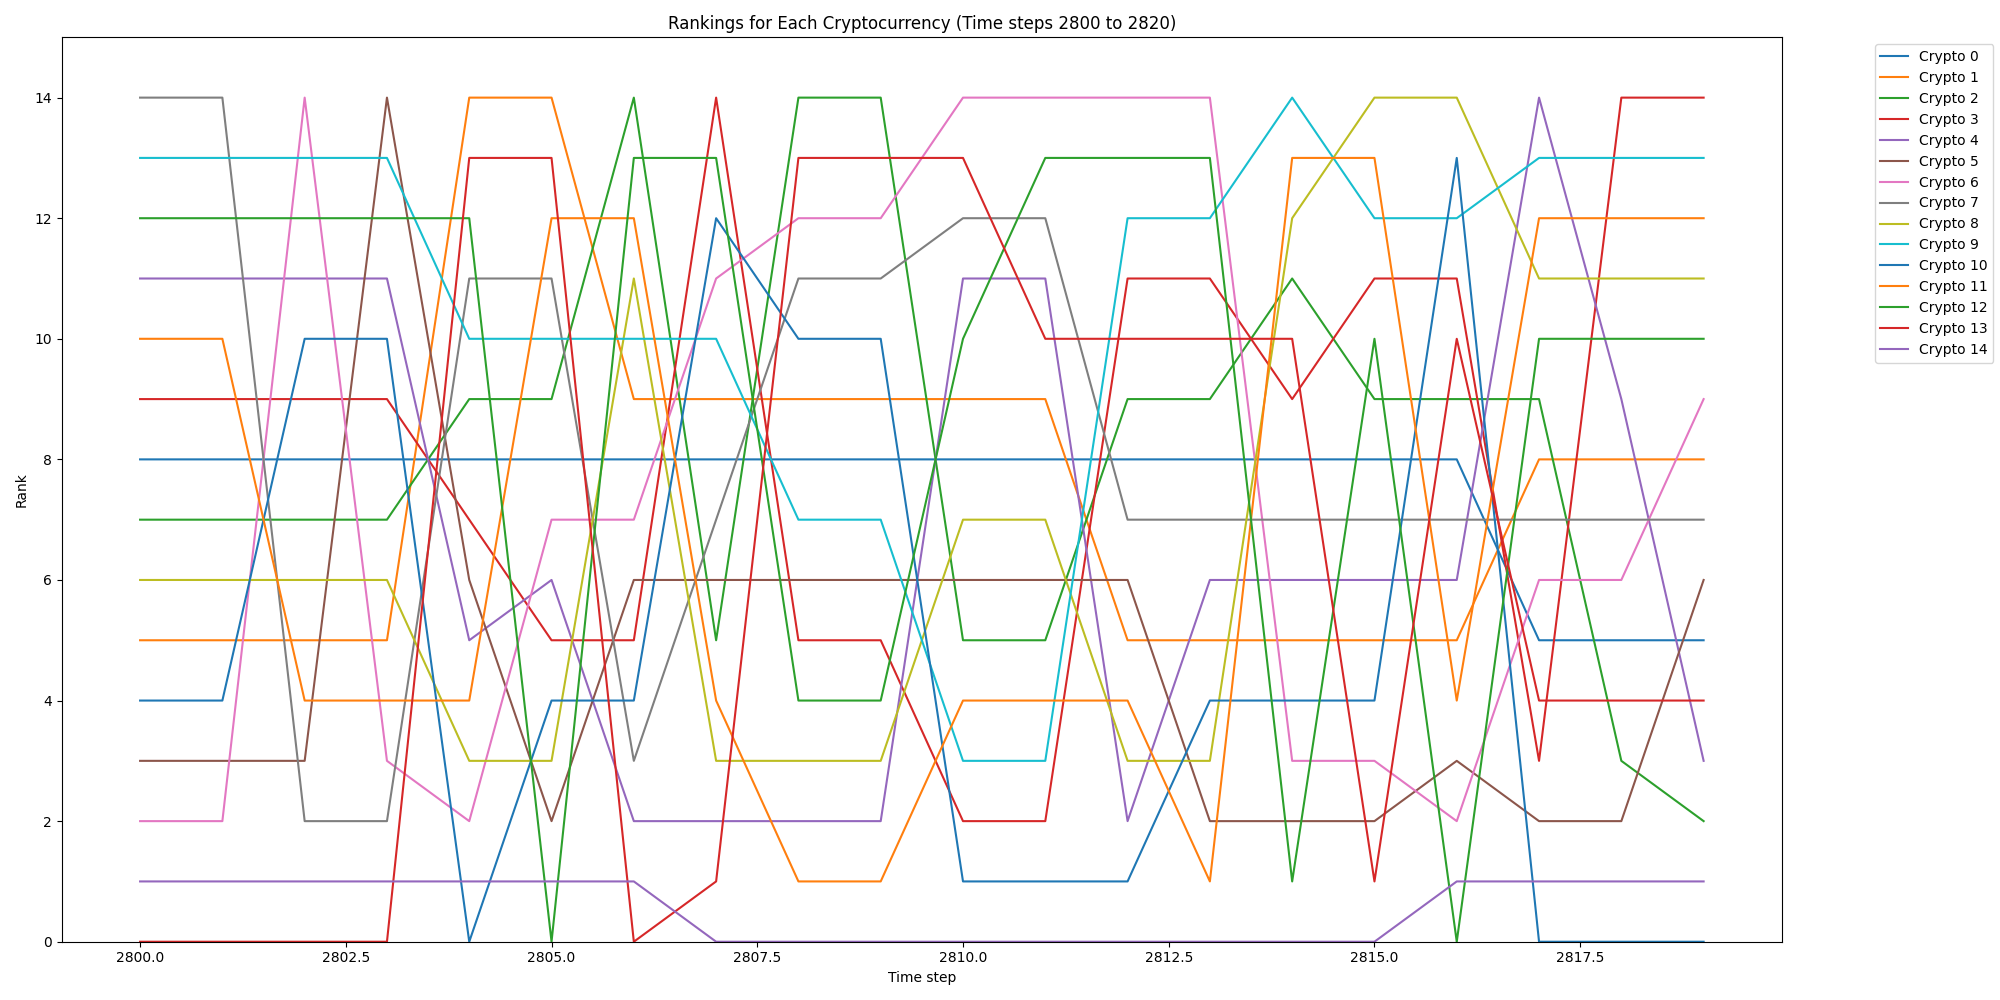 Rankings for Each Cryptocurrency (Time steps 2800 to 2820)
Rank
14
12
10
8
6
4
2
0
2800.0 2802.5 2805.0 2807.5 2810.0 2812.5 2815.0 2817.5
Time step
Crypto 0
Crypto 1
Crypto 2
Crypto 3
Crypto 4
Crypto 5
Crypto 6
Crypto 7
Crypto 8
Crypto 9
Crypto 10
Crypto 11
Crypto 12
Crypto 13
Crypto 14